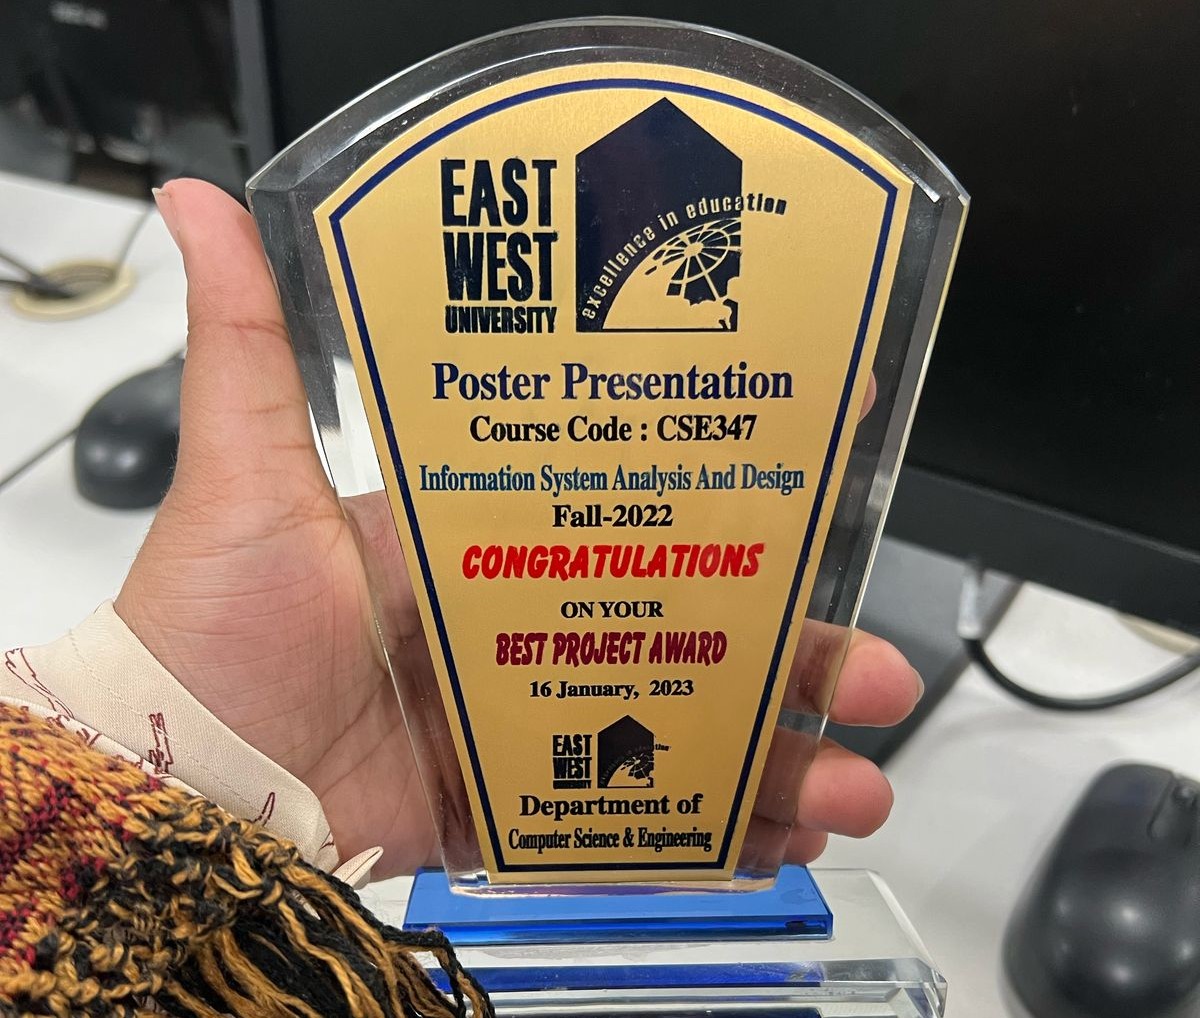 EAST
WEST
UNIVERSITY
excellence in education
Poster Presentation
Course Code : CSE347
Information System Analysis And Design
Fall-2022
CONGRATULATIONS
ON YOUR
BEST PROJECT AWARD
16 January, 2023
EAST
WEST
UNIVERSITY
Department of
Computer Science & Engineering